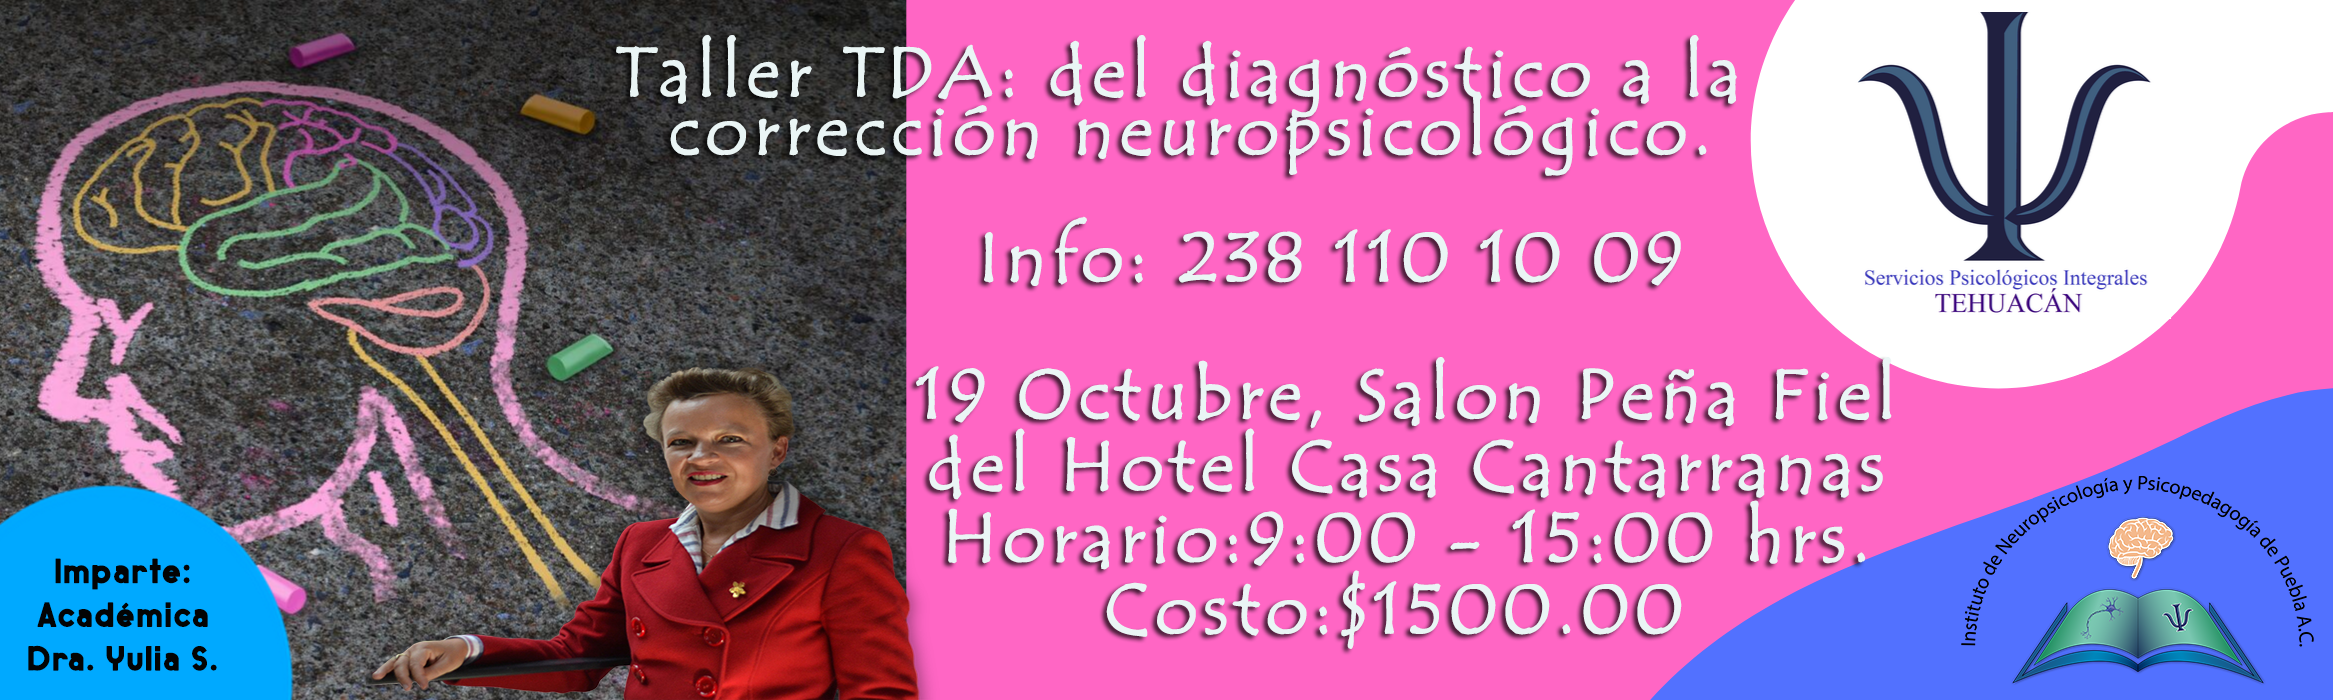 Taller TDA: del diagnóstico a la
corrección neuropsicológico.
Info: 238 110 10 09
19 Octubre, Salon Peña Fiel
del Hotel Casa Cantarranas
Horario:9:00 - 15:00 hrs.
Costo:$1500.00
Imparte:
Académica
Dra. Yulia S.
Servicios Psicológicos Integrales
TEHUACÁN
Instituto de Neuropsicología y Psicopedagogía de Puebla A.C.